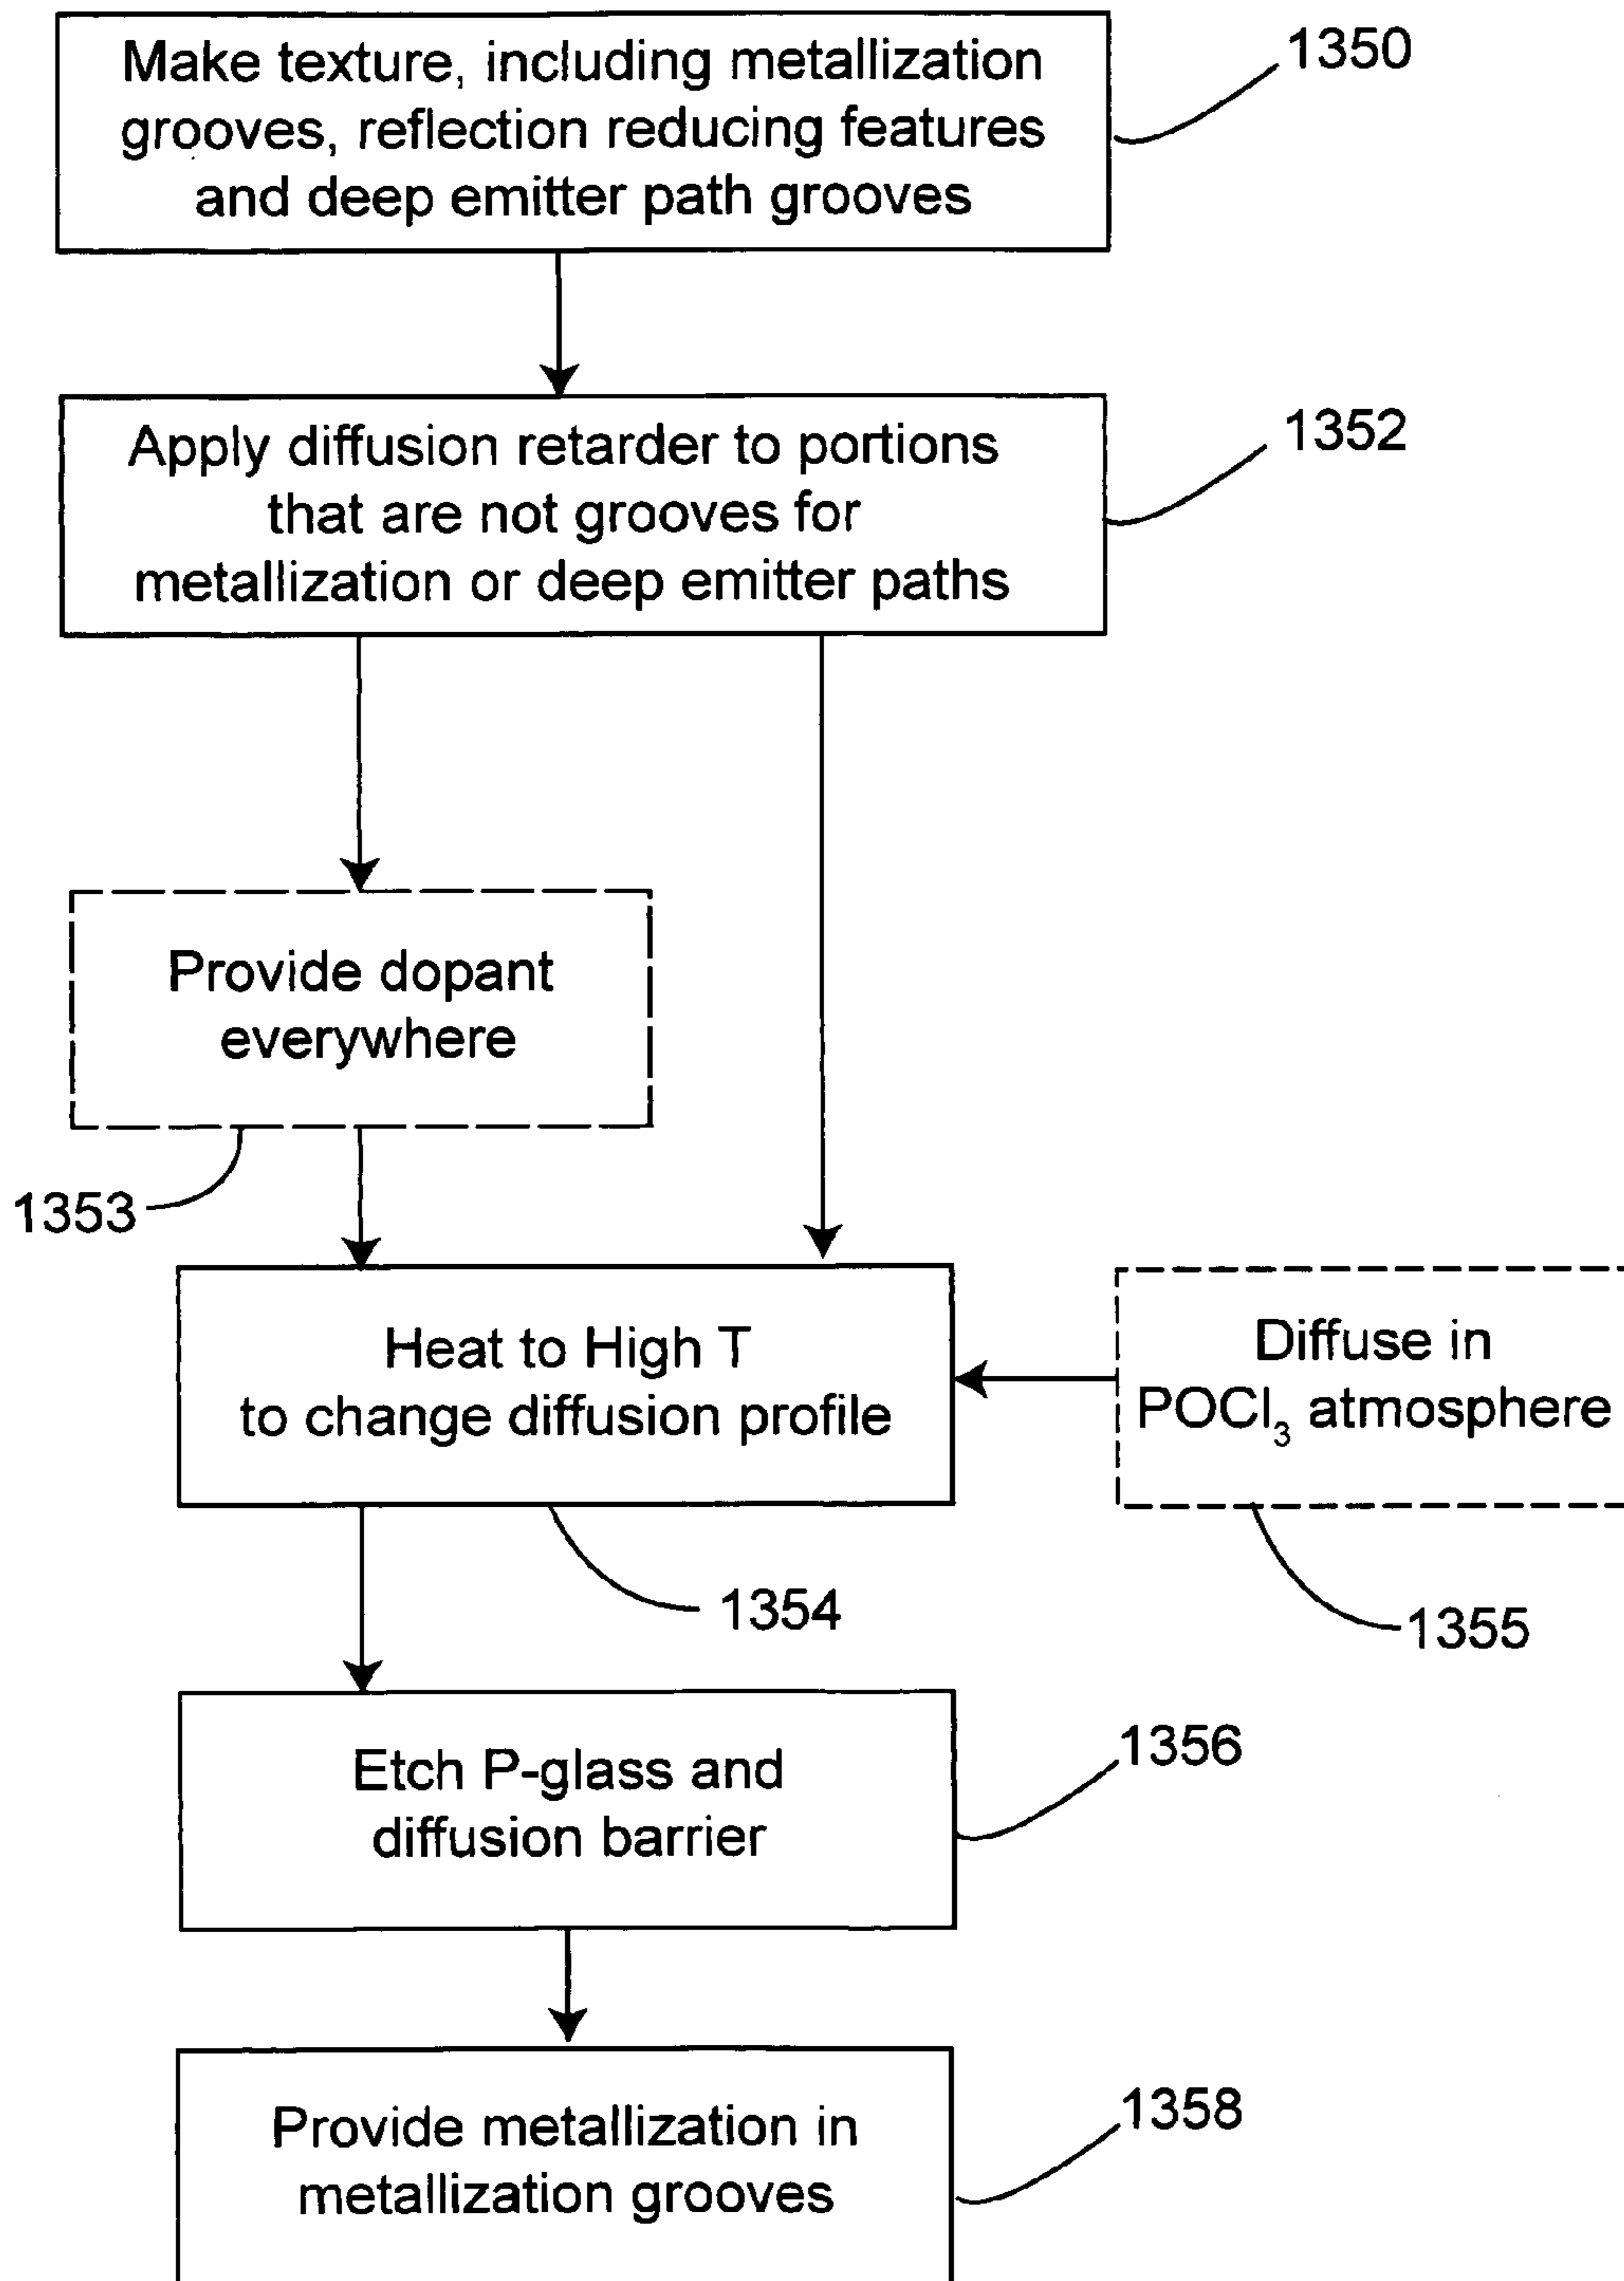 Make texture, including metallization
grooves, reflection reducing features
and deep emitter path grooves
1350
Apply diffusion retarder to portions
that are not grooves for
metallization or deep emitter paths
1352
Provide dopant
everywhere
1353
Heat to High T
to change diffusion profile
1354
Diffuse in
POCl₃ atmosphere
1355
Etch P-glass and
diffusion barrier
1356
Provide metallization in
metallization grooves
1358